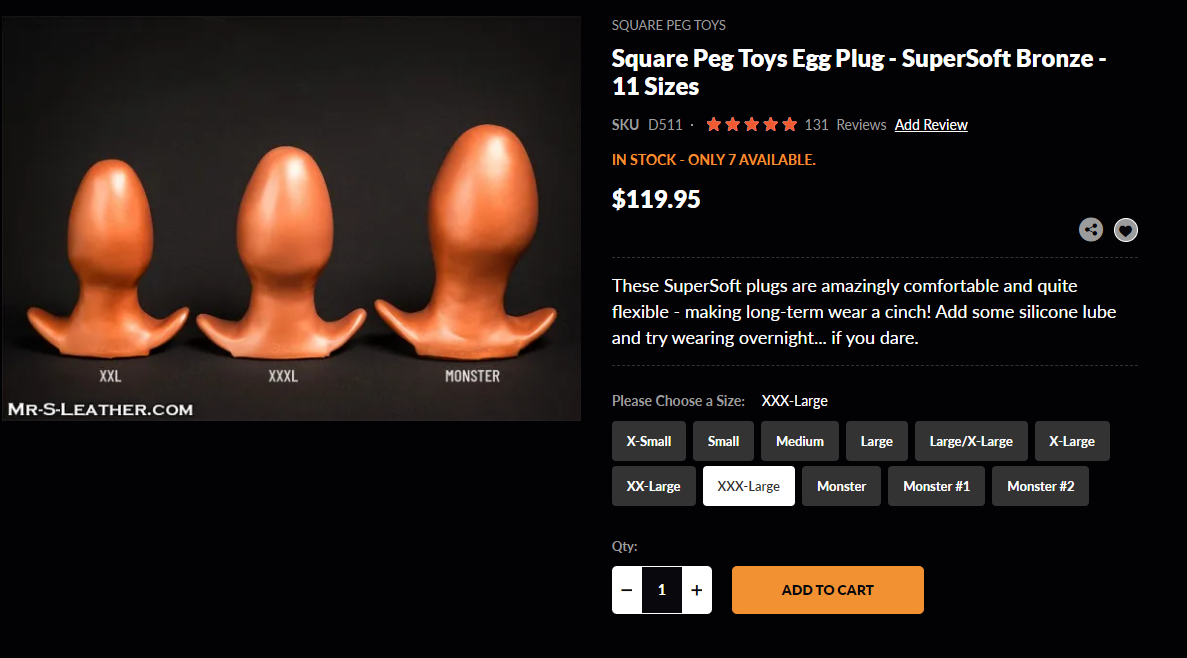 XXL
XXXL
MONSTER
MR-S-LEATHER.COM
SQUARE PEG TOYS
Square Peg Toys Egg Plug - SuperSoft Bronze -
11 Sizes
SKU D511 · 131 Reviews Add Review
IN STOCK - ONLY 7 AVAILABLE.
$119.95
These SuperSoft plugs are amazingly comfortable and quite
flexible - making long-term wear a cinch! Add some silicone lube
and try wearing overnight... if you dare.
Please Choose a Size: XXX-Large
X-Small Small Medium Large Large/X-Large X-Large
XX-Large XXX-Large Monster Monster #1 Monster #2
Qty:
− 1 + ADD TO CART